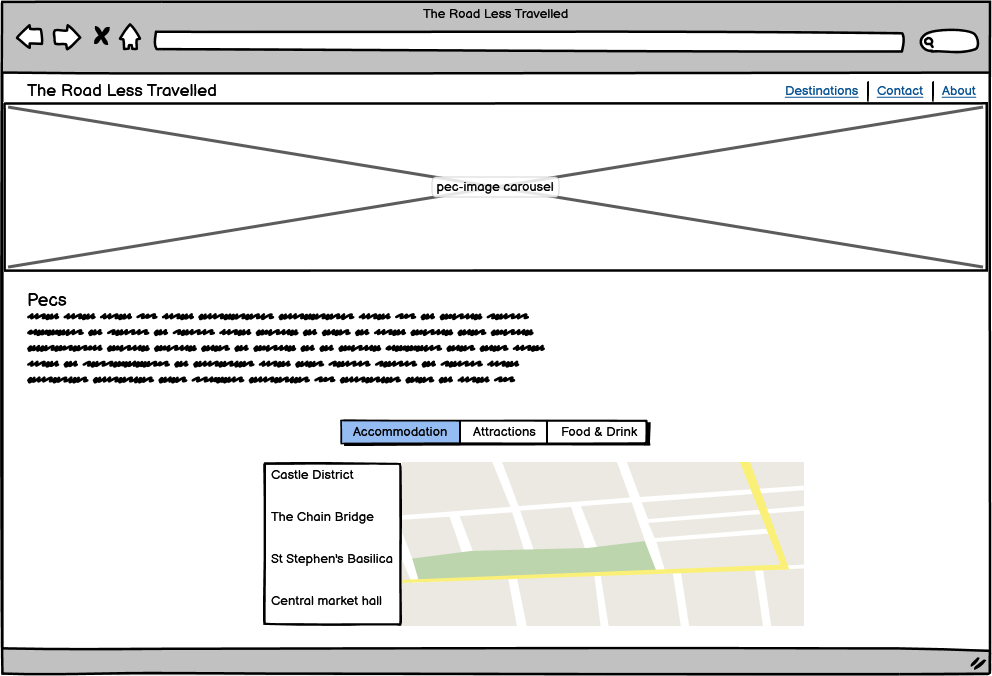 The Road Less Travelled
The Road Less Travelled
Destinations
Contact
About
pec-image carousel
Pecs
Accommodation
Attractions
Food & Drink
Castle District
The Chain Bridge
St Stephen's Basilica
Central market hall